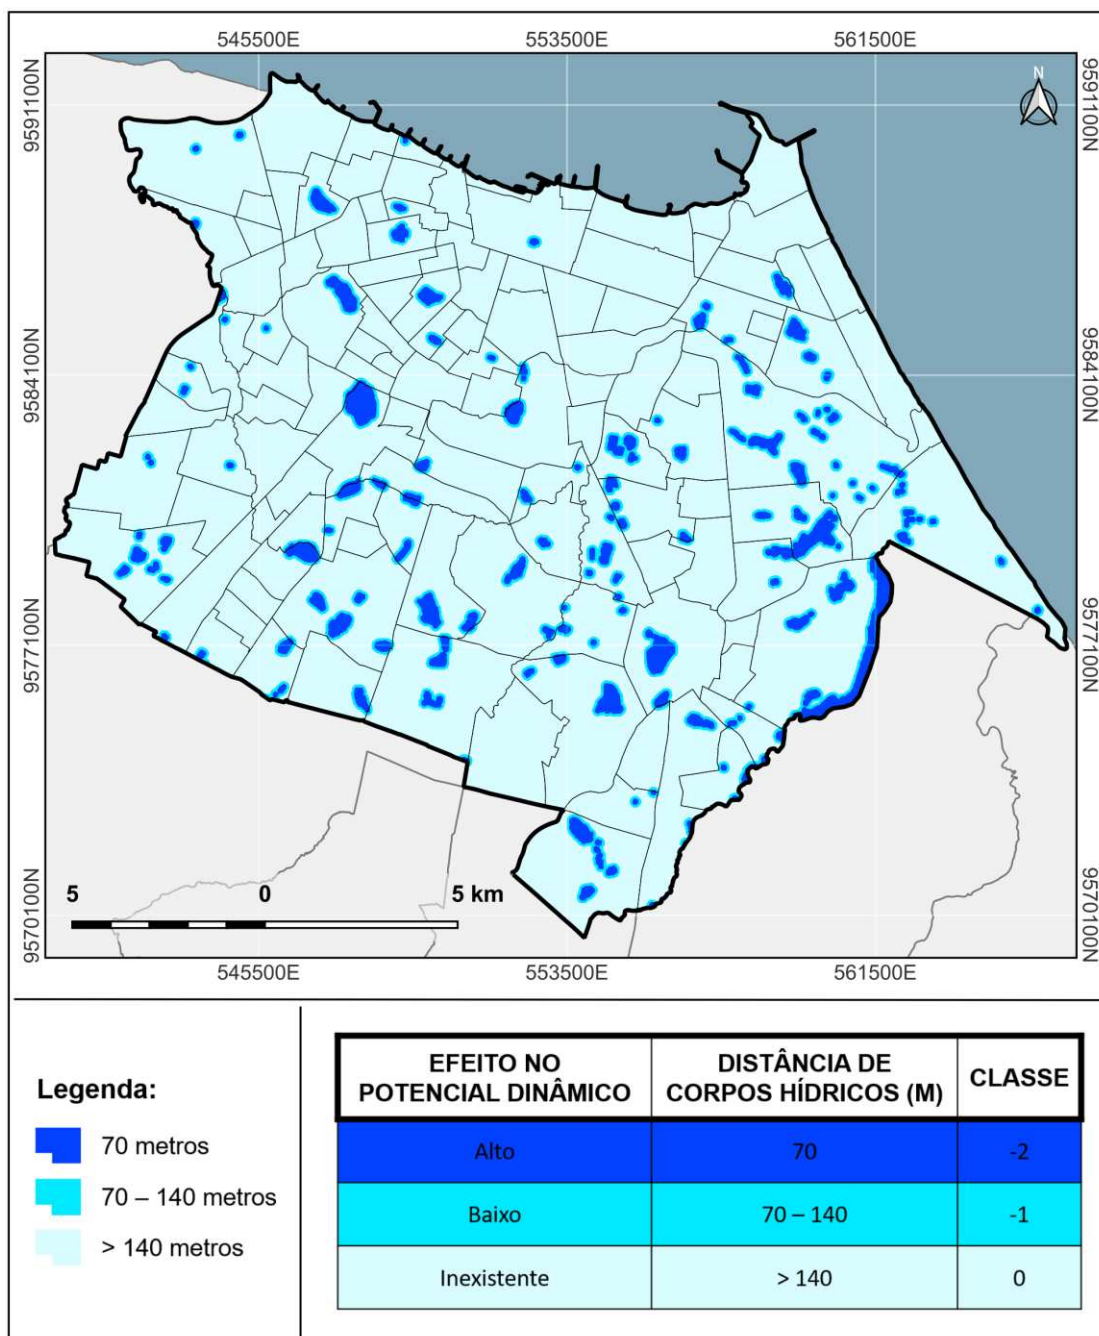 545500E 553500E 561500E
9591100N 9591100N
N
9584100N 9584100N
9577100N 9577100N
9570100N 9570100N
5 0 5 km
545500E 553500E 561500E
Legenda:
70 metros
70 – 140 metros
> 140 metros
EFEITO NO
POTENCIAL DINÂMICO
DISTÂNCIA DE
CORPOS HÍDRICOS (M)
CLASSE
Alto 70 -2
Baixo 70 – 140 -1
Inexistente > 140 0